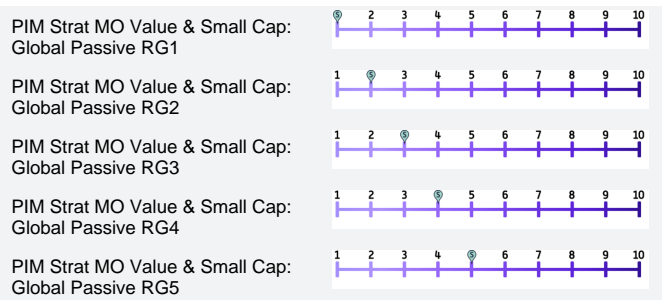 PIM Strat MO Value & Small Cap:
Global Passive RG1
S 2 3 4 5 6 7 8 9 10
PIM Strat MO Value & Small Cap:
Global Passive RG2
1 S 3 4 5 6 7 8 9 10
PIM Strat MO Value & Small Cap:
Global Passive RG3
1 2 S 4 5 6 7 8 9 10
PIM Strat MO Value & Small Cap:
Global Passive RG4
1 2 3 S 5 6 7 8 9 10
PIM Strat MO Value & Small Cap:
Global Passive RG5
1 2 3 4 S 6 7 8 9 10